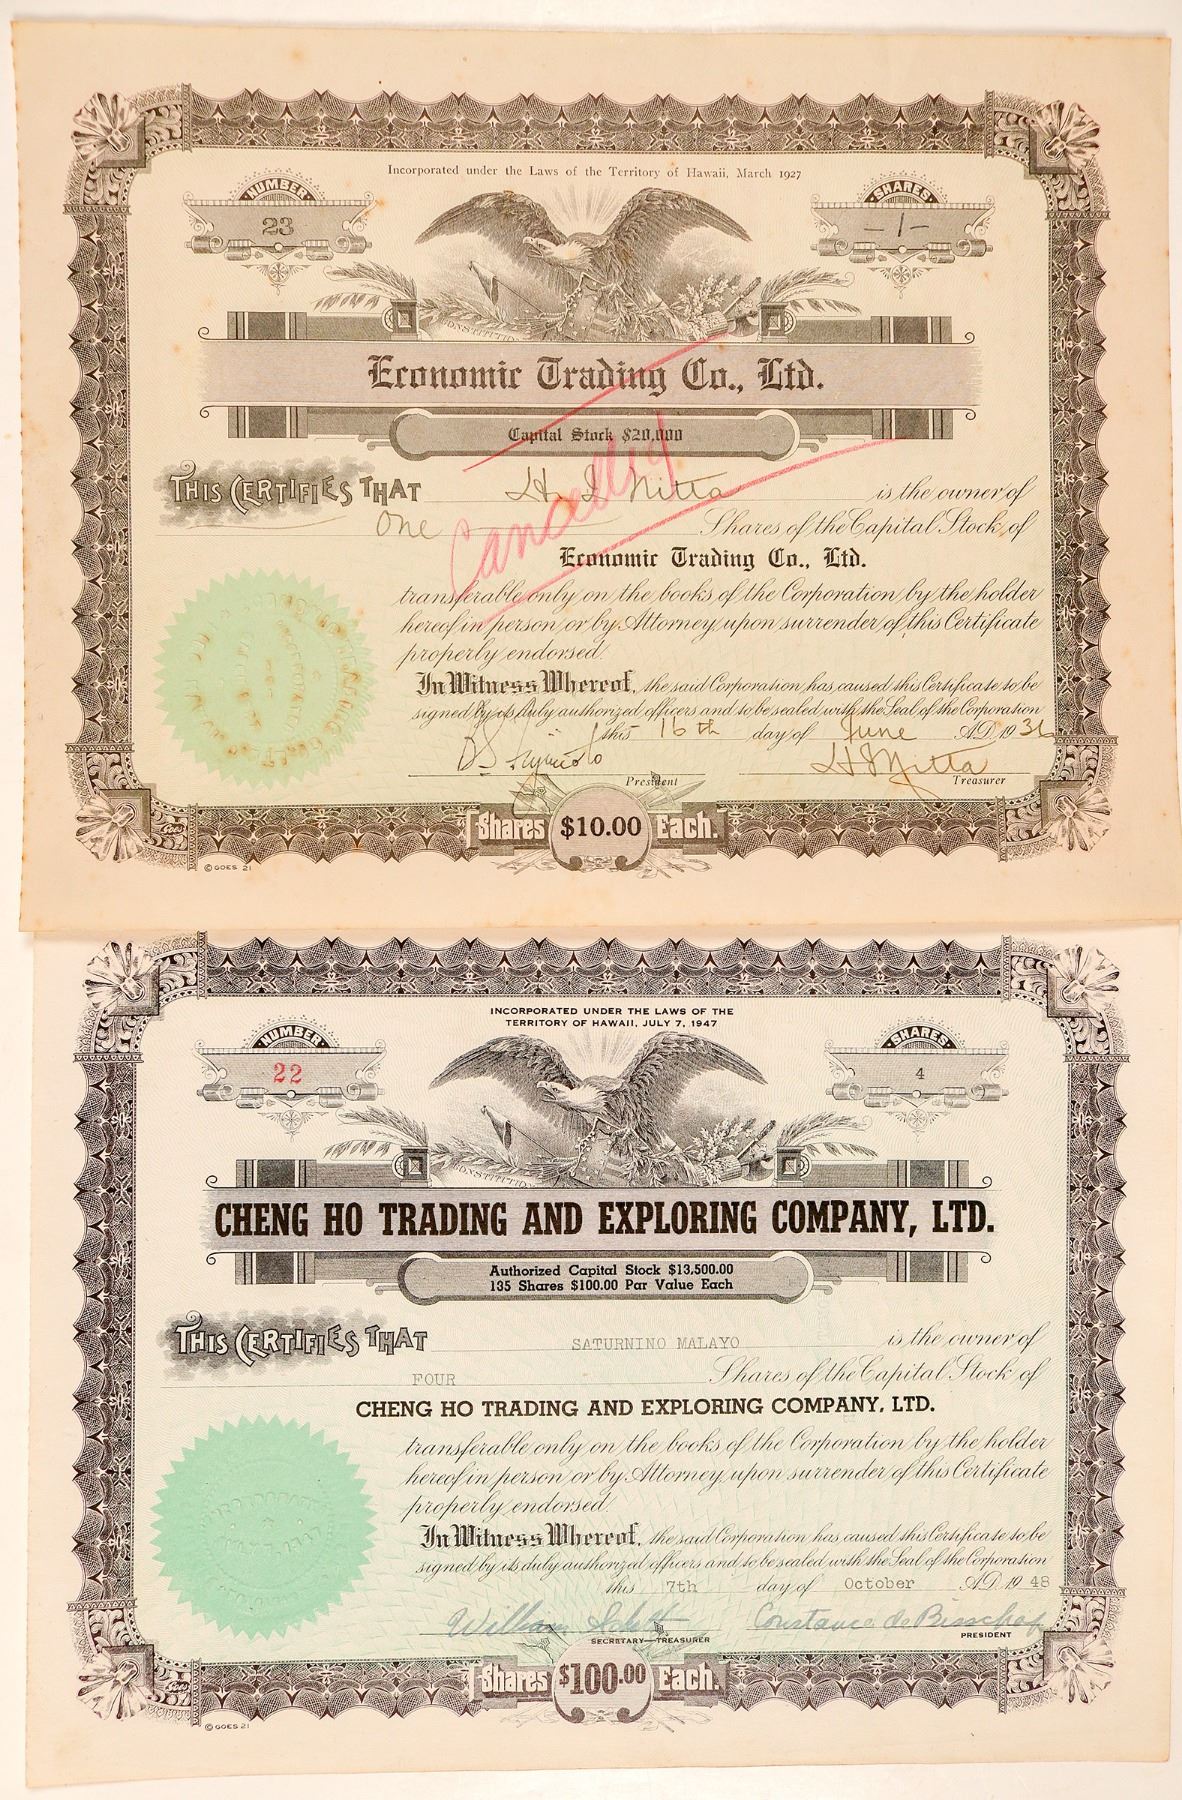 Incorporated under the Laws of the Territory of Hawaii, March 1927
NUMBER
23
SHARES
-1-
CONSTITUTION
Economic Trading Co., Ltd.
Capital Stock $20,000
THIS CERTIFIES THAT H. I. Nitta is the owner of
One Shares of the Capital Stock of
Cancelled
Economic Trading Co., Ltd.
transferable only on the books of the Corporation by the holder
hereof in person or by Attorney, upon surrender of this Certificate
properly endorsed.
In Witness Whereof, the said Corporation has caused this Certificate to be
signed by its duly authorized officers and to be sealed with the Seal of the Corporation
this 16th day of June A.D. 1936
H I Nitta
President
Treasurer
Shares $10.00 Each.
© GOES 21
INCORPORATED UNDER THE LAWS OF THE
TERRITORY OF HAWAII, JULY 7, 1947
NUMBER
22
SHARES
4
CONSTITUTION
CHENG HO TRADING AND EXPLORING COMPANY, LTD.
Authorized Capital Stock $13,500.00
135 Shares $100.00 Par Value Each
THIS CERTIFIES THAT SATURNINO MALAYO is the owner of
FOUR Shares of the Capital Stock of
CHENG HO TRADING AND EXPLORING COMPANY, LTD.
transferable only on the books of the Corporation by the holder
hereof in person or by Attorney, upon surrender of this Certificate
properly endorsed.
In Witness Whereof, the said Corporation has caused this Certificate to be
signed by its duly authorized officers and to be sealed with the Seal of the Corporation
this 7th day of October A.D. 1948
William Constance de Bisschop
SECRETARY—TREASURER
PRESIDENT
Shares $100.00 Each.
© GOES 21